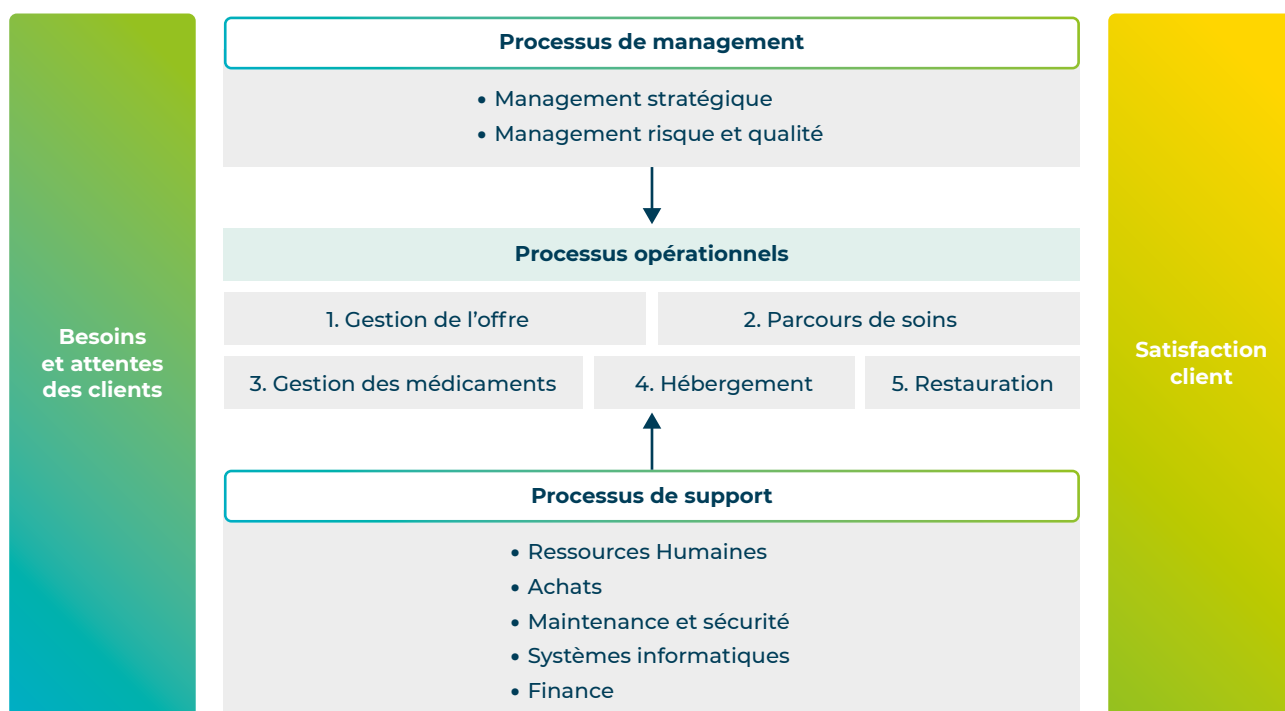 Processus de management
• Management stratégique
• Management risque et qualité
Processus opérationnels
1. Gestion de l’offre
2. Parcours de soins
3. Gestion des médicaments
4. Hébergement
5. Restauration
Processus de support
• Ressources Humaines
• Achats
• Maintenance et sécurité
• Systèmes informatiques
• Finance
Besoins
et attentes
des clients
Satisfaction
client